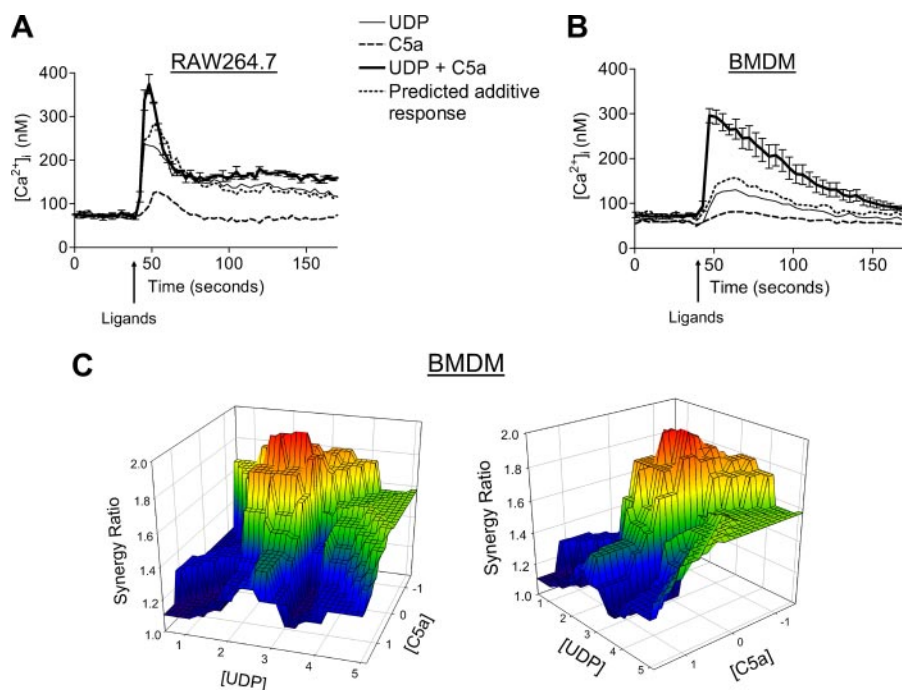 A
RAW264.7
[Ca2+]i (nM)
400
300
200
100
0
0
50
100
150
Time (seconds)
Ligands
UDP
C5a
UDP + C5a
Predicted additive
response
B
BMDM
[Ca2+]i (nM)
400
300
200
100
0
0
50
100
150
Time (seconds)
Ligands
C
BMDM
Synergy Ratio
2.0
1.8
1.6
1.4
1.2
1.0
1
2
3
4
5
[UDP]
-1
0
1
[C5a]
Synergy Ratio
2.0
1.8
1.6
1.4
1.2
1.0
1
2
3
4
5
[UDP]
-1
0
1
[C5a]